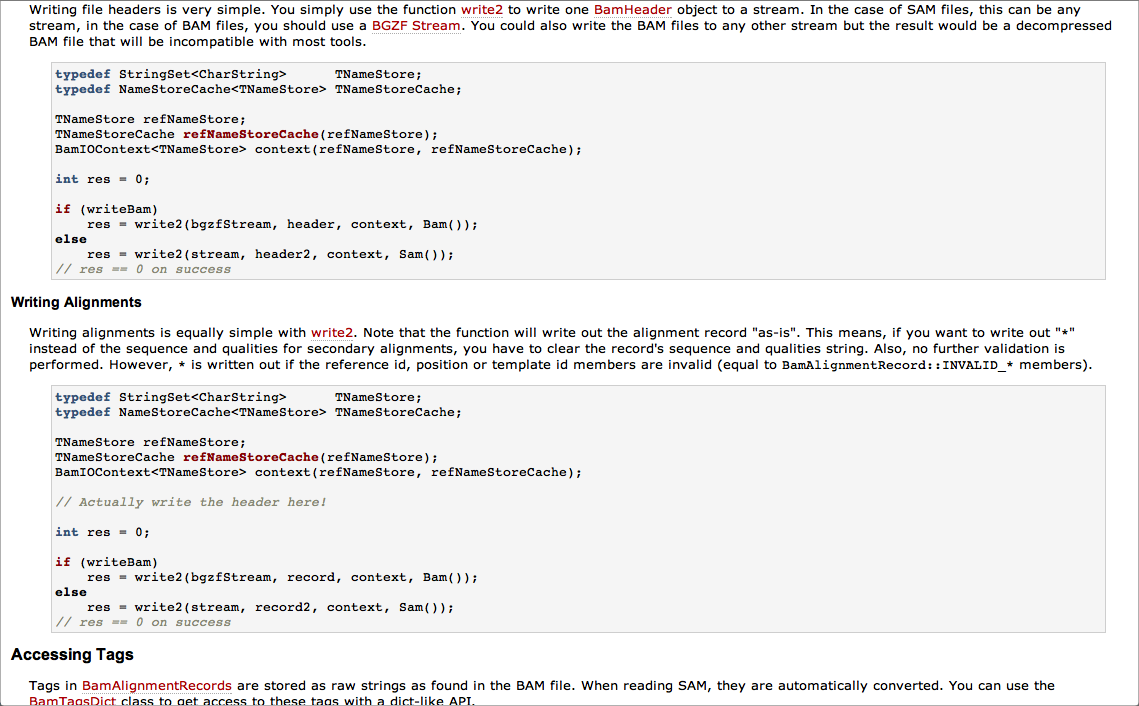 Writing file headers is very simple. You simply use the function write2 to write one BamHeader object to a stream. In the case of SAM files, this can be any
stream, in the case of BAM files, you should use a BGZF Stream. You could also write the BAM files to any other stream but the result would be a decompressed
BAM file that will be incompatible with most tools.
typedef StringSet<CharString>      TNameStore;
typedef NameStoreCache<TNameStore> TNameStoreCache;
TNameStore refNameStore;
TNameStoreCache refNameStoreCache(refNameStore);
BamIOContext<TNameStore> context(refNameStore, refNameStoreCache);
int res = 0;
if (writeBam)
    res = write2(bgzfStream, header, context, Bam());
else
    res = write2(stream, header2, context, Sam());
// res == 0 on success
Writing Alignments
Writing alignments is equally simple with write2. Note that the function will write out the alignment record "as-is". This means, if you want to write out "*"
instead of the sequence and qualities for secondary alignments, you have to clear the record's sequence and qualities string. Also, no further validation is
performed. However, * is written out if the reference id, position or template id members are invalid (equal to BamAlignmentRecord::INVALID_* members).
typedef StringSet<CharString>      TNameStore;
typedef NameStoreCache<TNameStore> TNameStoreCache;
TNameStore refNameStore;
TNameStoreCache refNameStoreCache(refNameStore);
BamIOContext<TNameStore> context(refNameStore, refNameStoreCache);
// Actually write the header here!
int res = 0;
if (writeBam)
    res = write2(bgzfStream, record, context, Bam());
else
    res = write2(stream, record2, context, Sam());
// res == 0 on success
Accessing Tags
Tags in BamAlignmentRecords are stored as raw strings as found in the BAM file. When reading SAM, they are automatically converted. You can use the
BamTagsDict class to get access to these tags with a dict-like API.